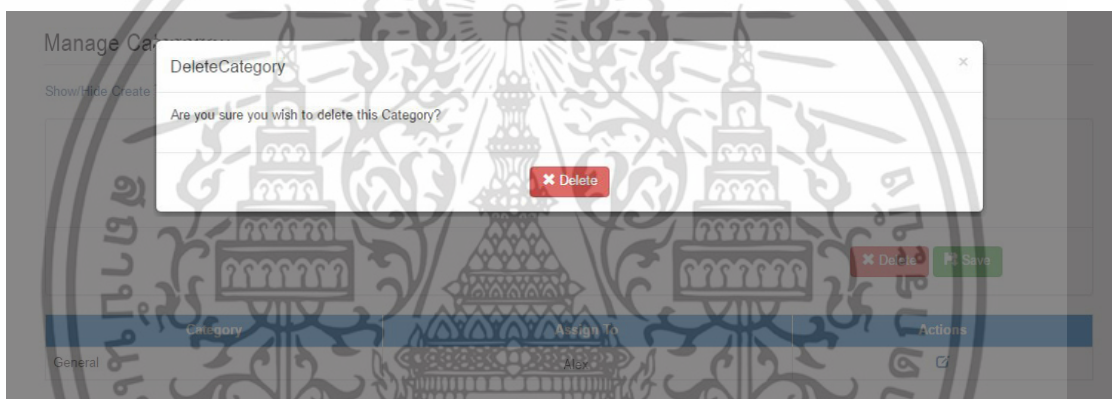 Manage Category
DeleteCategory
×
Show/Hide Create
Are you sure you wish to delete this Category?
Delete
Delete
Save
Category
Assign To
Actions
General
Alex